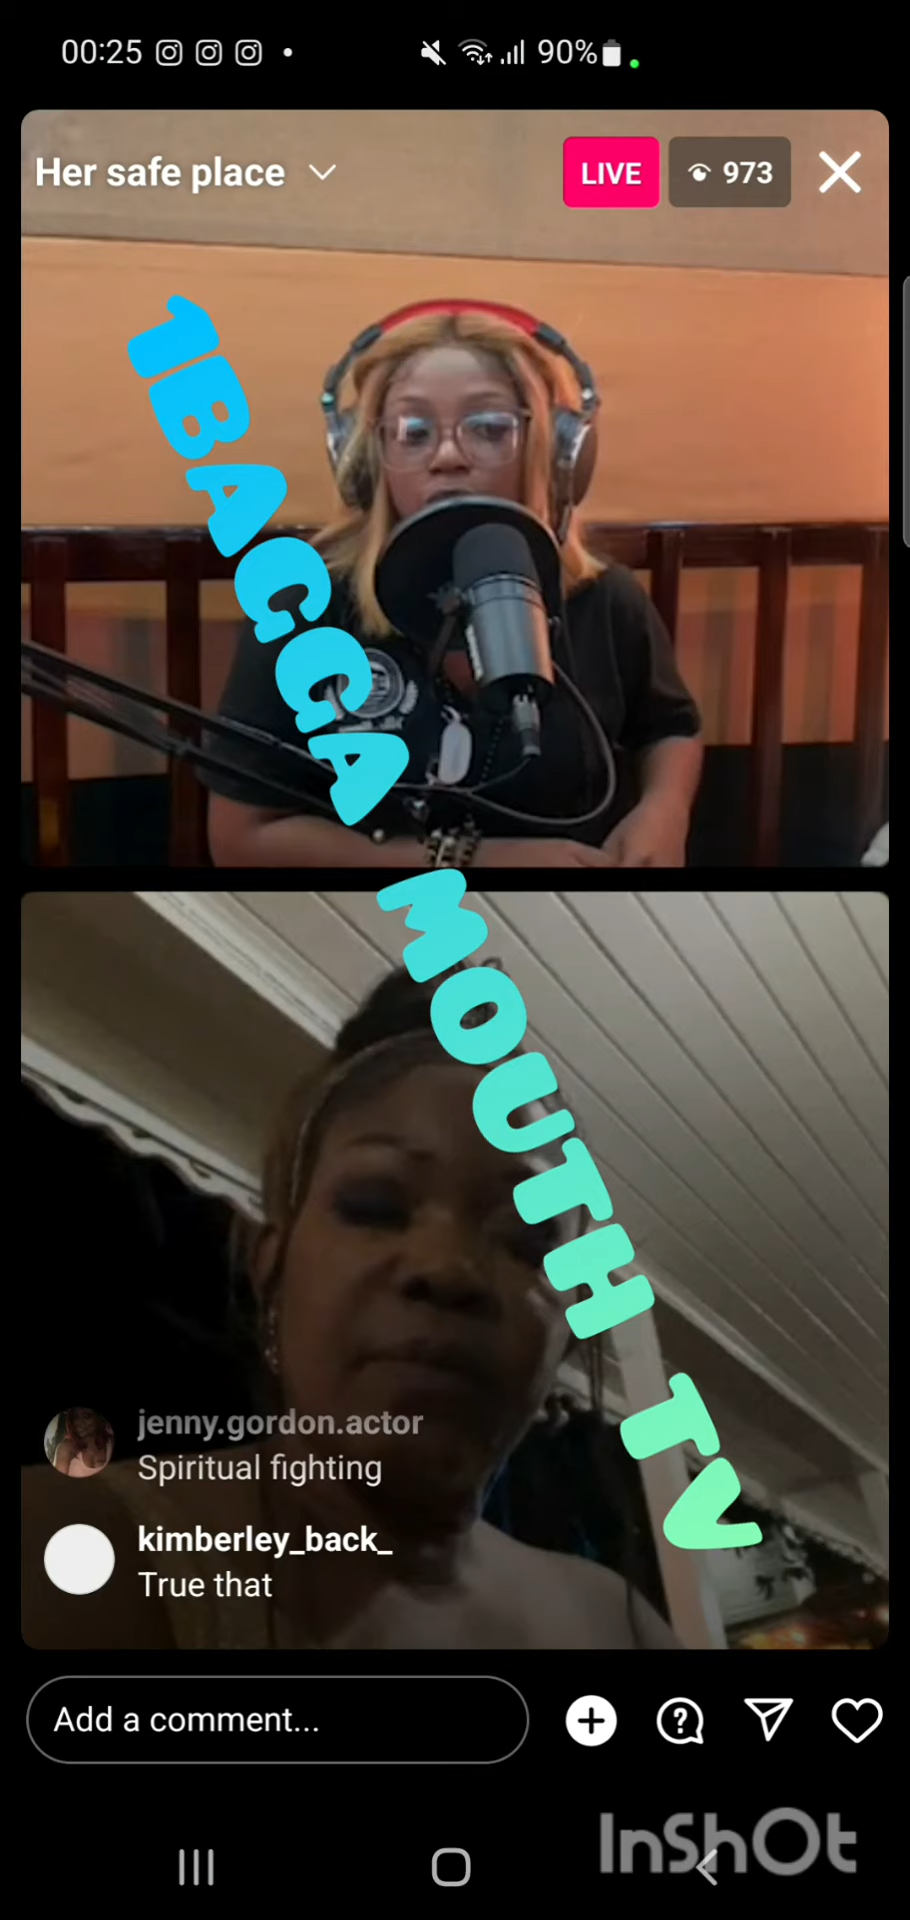 00:25
90%
Her safe place
LIVE
973
1BAGGA MOUTH TV
jenny.gordon.actor
Spiritual fighting
kimberley_back_
True that
Add a comment...
InShOt